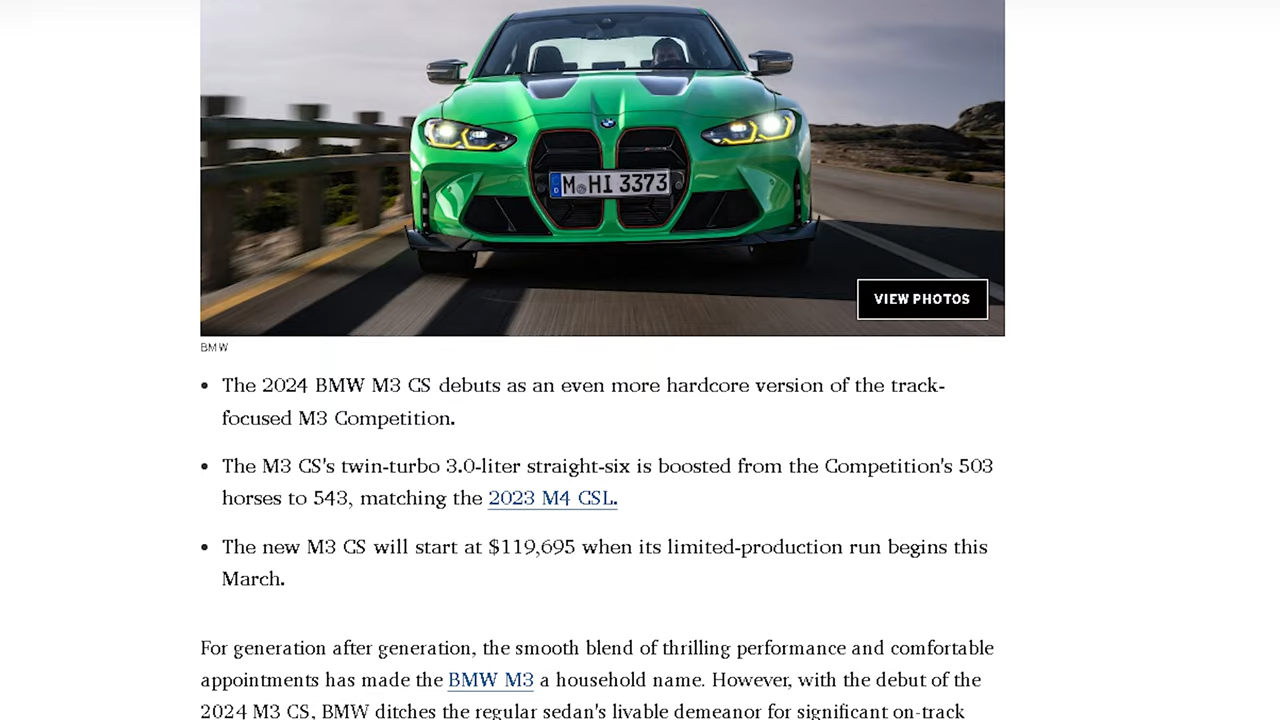 M HI 3373
VIEW PHOTOS
BMW
• The 2024 BMW M3 CS debuts as an even more hardcore version of the track-
focused M3 Competition.
• The M3 CS's twin-turbo 3.0-liter straight-six is boosted from the Competition's 503
horses to 543, matching the 2023 M4 CSL.
• The new M3 CS will start at $119,695 when its limited-production run begins this
March.
For generation after generation, the smooth blend of thrilling performance and comfortable
appointments has made the BMW M3 a household name. However, with the debut of the
2024 M3 CS, BMW ditches the regular sedan's livable demeanor for significant on-track